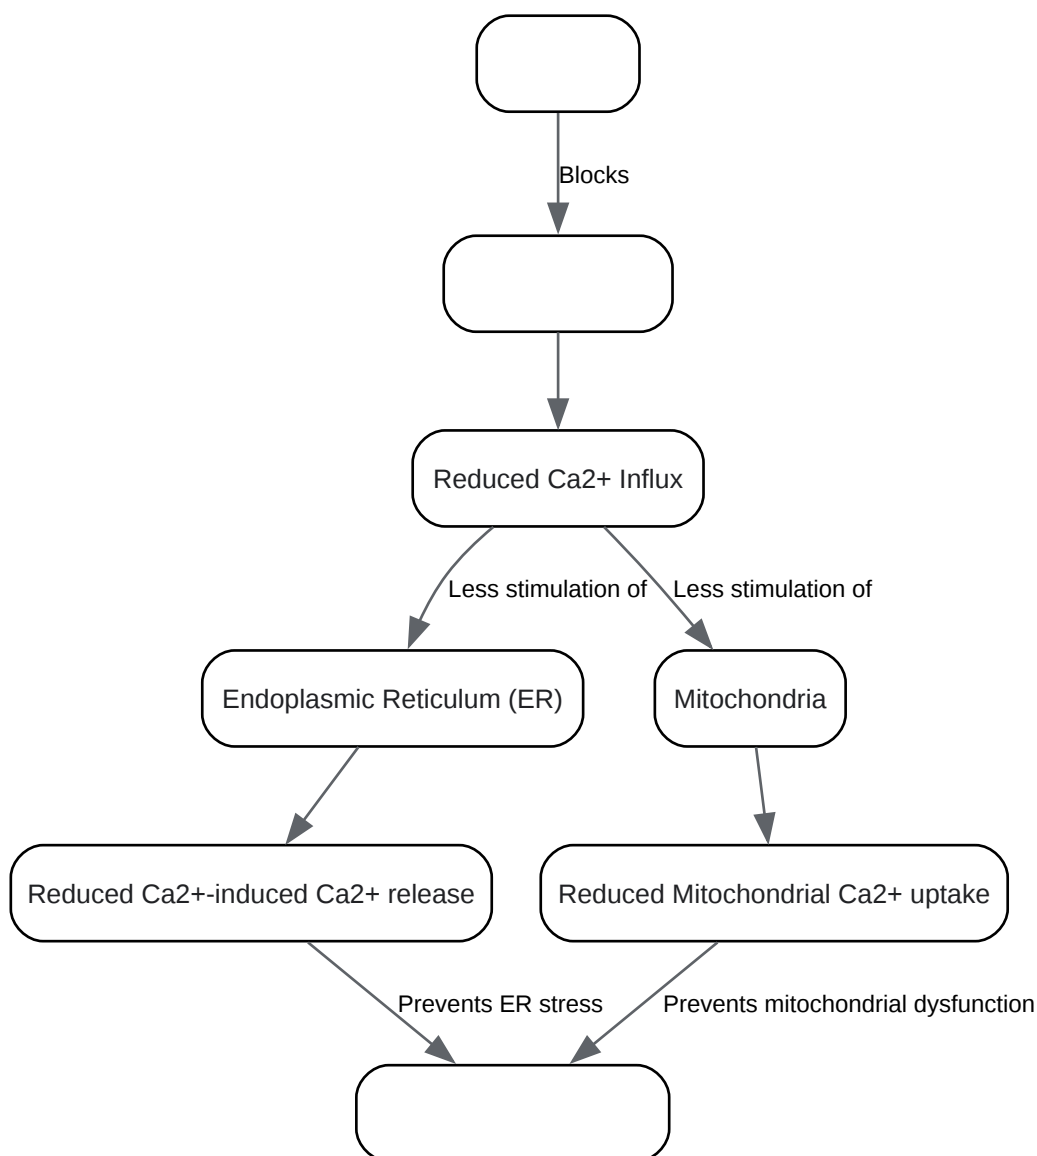 Blocks
Reduced Ca2+ Influx
Less stimulation of
Less stimulation of
Endoplasmic Reticulum (ER)
Mitochondria
Reduced Ca2+-induced Ca2+ release
Reduced Mitochondrial Ca2+ uptake
Prevents ER stress
Prevents mitochondrial dysfunction